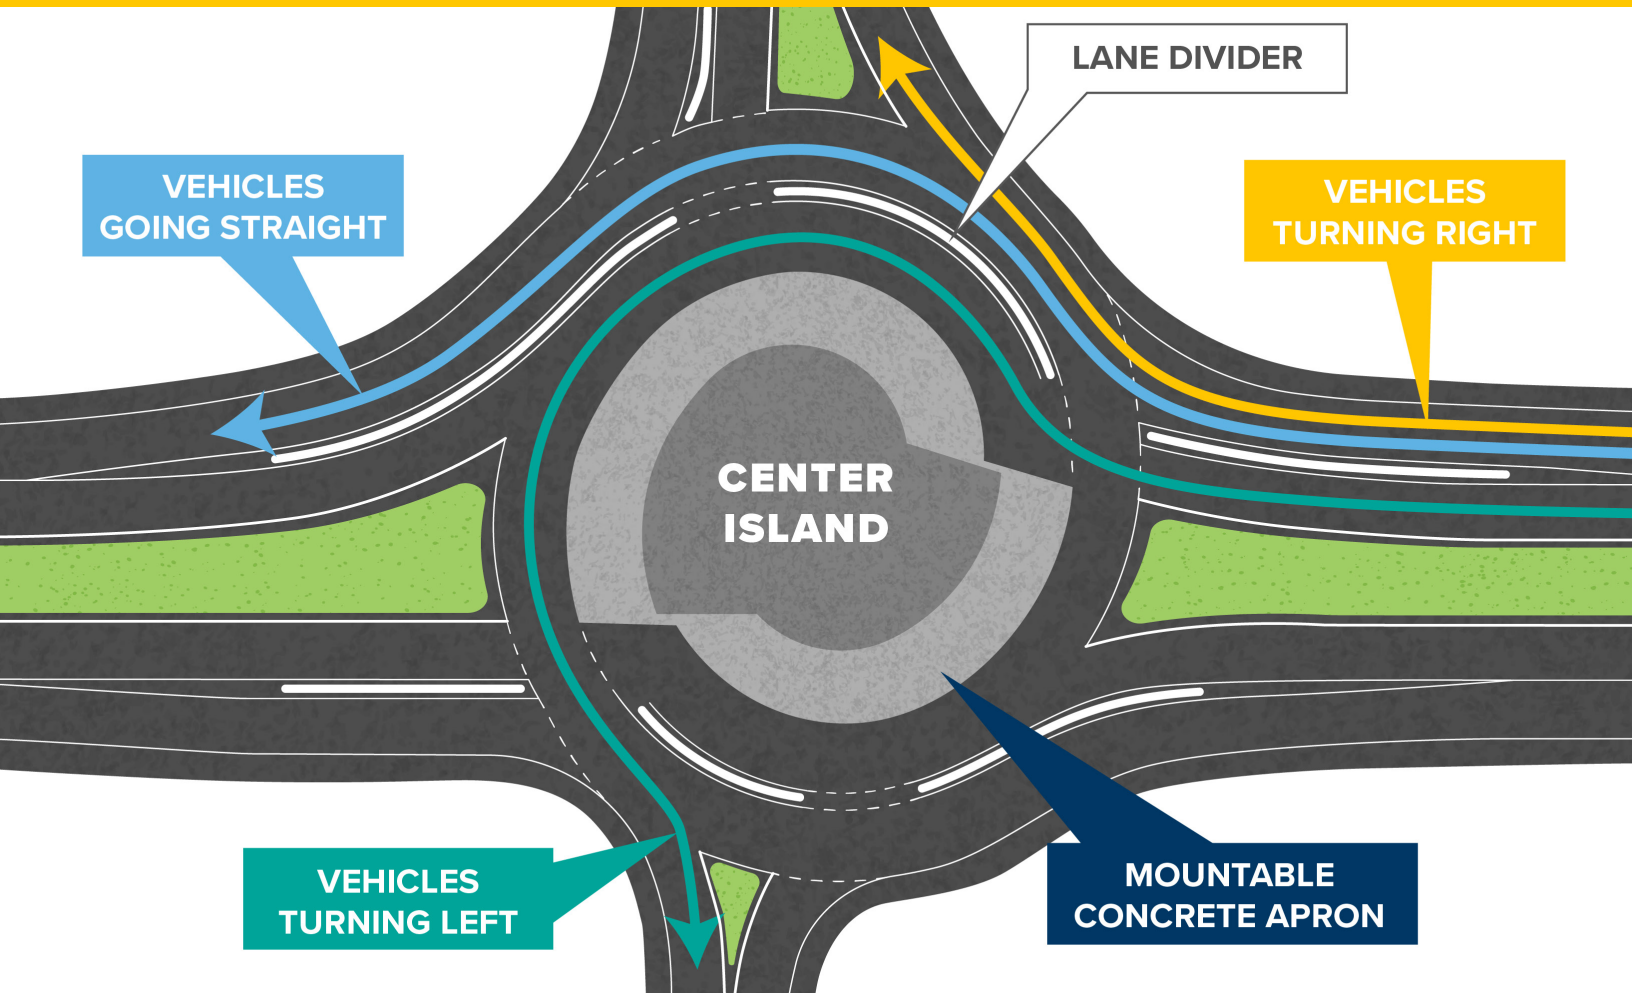 LANE DIVIDER
VEHICLES
GOING STRAIGHT
VEHICLES
TURNING RIGHT
CENTER
ISLAND
VEHICLES
TURNING LEFT
MOUNTABLE
CONCRETE APRON